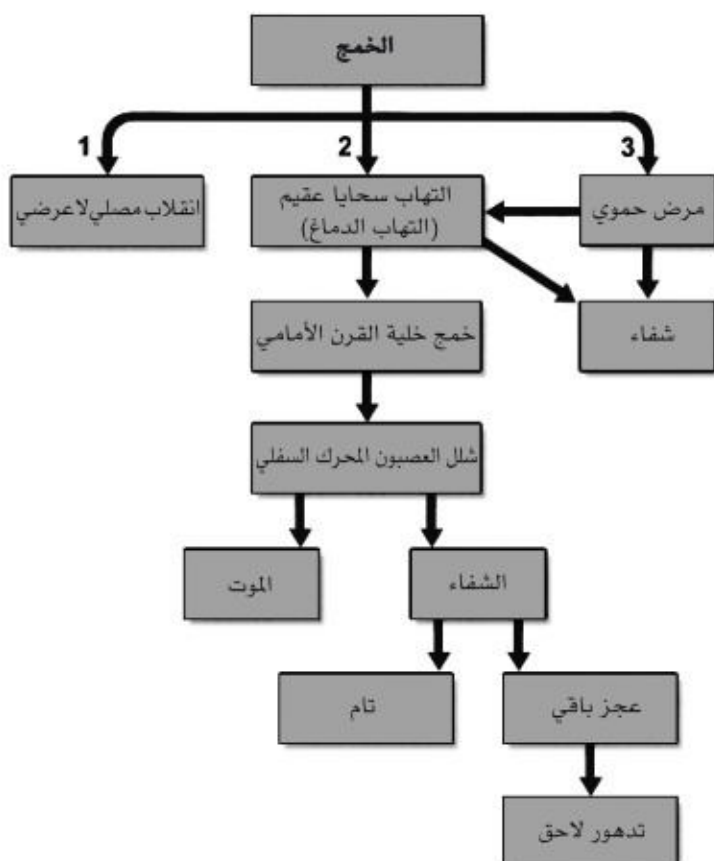 الخمج
1
2
3
انقلاب مصلي لاعرضي
التهاب سحايا عقيم
(التهاب الدماغ)
مرض حموي
خمج خلية القرن الأمامي
شفاء
شلل العصبون المحرك السفلي
الموت
الشفاء
تام
عجز باقي
تدهور لاحق